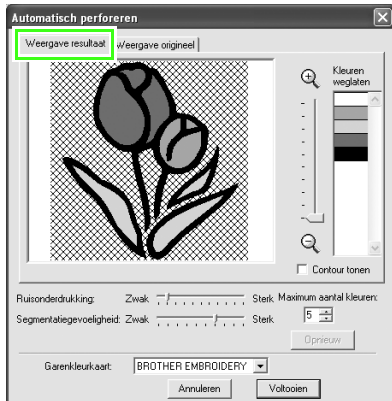 Automatisch perforeren
Weergave resultaat
Weergave origineel
Kleuren
weglaten
Contour tonen
Ruisonderdrukking: Zwak Sterk Maximum aantal kleuren:
Segmentatiegevoeligheid: Zwak Sterk 5
Opnieuw
Garenkleurkaart: BROTHER EMBROIDERY
Annuleren Voltooien